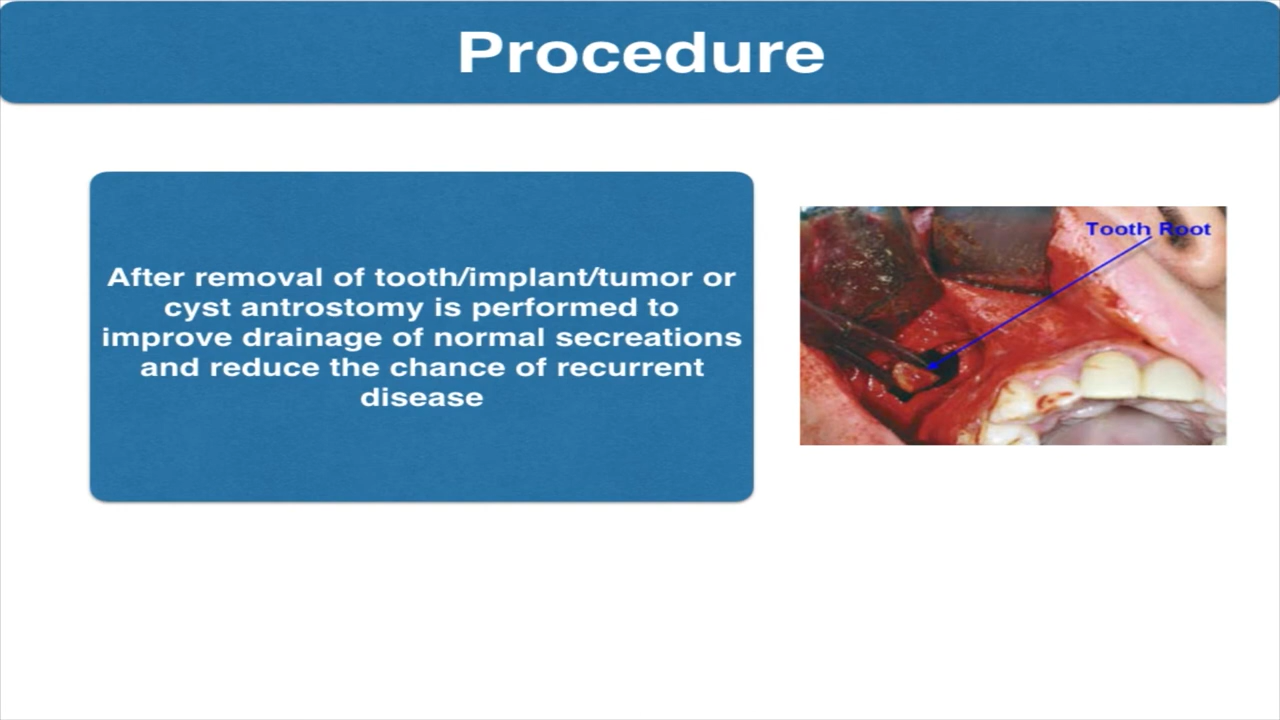 Procedure
After removal of tooth/implant/tumor or
cyst antrostomy is performed to
improve drainage of normal secreations
and reduce the chance of recurrent
disease
Tooth Root